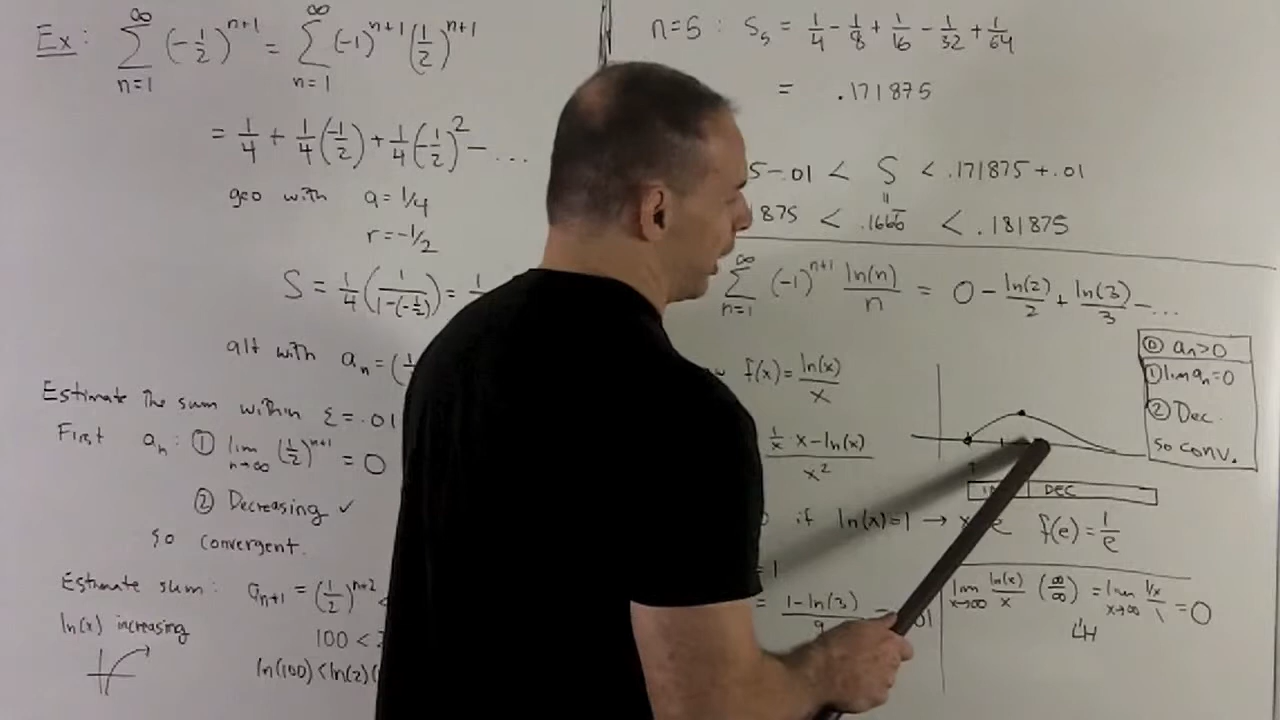 Ex: ∑_{n=1}^{∞} (-1/2)^{n+1} = ∑_{n=1}^{∞} (-1)^{n+1} (1/2)^{n+1}
= 1/4 + 1/4(-1/2) + 1/4(-1/2)^2 - ...
geo with a = 1/4
r = -1/2
S = 1/4 (1/(1-(-1/2))) = 1
alt with a_n = (1
Estimate the sum within ε = .01
First a_n: ① lim_{n→∞} (1/2)^{n+1} = 0
② Decreasing ✓
so convergent.
Estimate sum: a_{n+1} = (1/2)^{n+2} <
ln(x) increasing
100 <
ln(100) < ln(2)(
n=5: S_5 = 1/4 - 1/8 + 1/16 - 1/32 + 1/64
= .171875
5-.01 < S < .171875+.01
=
1875 < .1666̅ < .181875
∑_{n=1}^{∞} (-1)^{n+1} ln(n)/n = 0 - ln(2)/2 + ln(3)/3 - ...
⓪ a_n>0
① lim a_n=0
② Dec.
so conv.
f(x) = ln(x)/x
(1/x · x - ln(x))/x^2
DEC
if ln(x)=1 → e f(e) = 1/e
= 1
= (1-ln(3))/9 = 01
lim_{x→∞} ln(x)/x (∞/∞) = lim_{x→∞} (1/x)/1 = 0
L'H